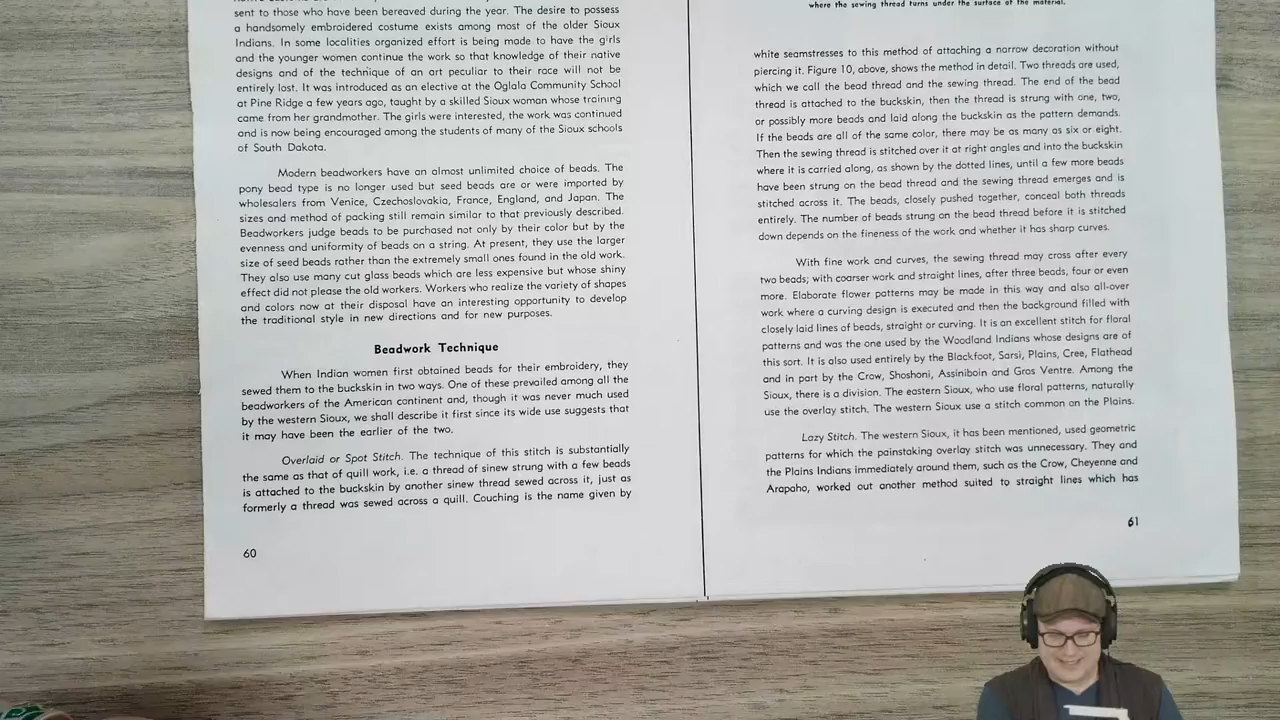 sent to those who have been bereaved during the year. The desire to possess
a handsomely embroidered costume exists among most of the older Sioux
Indians. In some localities organized effort is being made to have the girls
and the younger women continue the work so that knowledge of their native
designs and of the technique of an art peculiar to their race will not be
entirely lost. It was introduced as an elective at the Oglala Community School
at Pine Ridge a few years ago, taught by a skilled Sioux woman whose training
came from her grandmother. The girls were interested, the work was continued
and is now being encouraged among the students of many of the Sioux schools
of South Dakota.
Modern beadworkers have an almost unlimited choice of beads. The
pony bead type is no longer used but seed beads are or were imported by
wholesalers from Venice, Czechoslovakia, France, England, and Japan. The
sizes and method of packing still remain similar to that previously described.
Beadworkers judge beads to be purchased not only by their color but by the
evenness and uniformity of beads on a string. At present, they use the larger
size of seed beads rather than the extremely small ones found in the old work.
They also use many cut glass beads which are less expensive but whose shiny
effect did not please the old workers. Workers who realize the variety of shapes
and colors now at their disposal have an interesting opportunity to develop
the traditional style in new directions and for new purposes.
Beadwork Technique
When Indian women first obtained beads for their embroidery, they
sewed them to the buckskin in two ways. One of these prevailed among all the
beadworkers of the American continent and, though it was never much used
by the western Sioux, we shall describe it first since its wide use suggests that
it may have been the earlier of the two.
Overlaid or Spot Stitch. The technique of this stitch is substantially
the same as that of quill work, i.e. a thread of sinew strung with a few beads
is attached to the buckskin by another sinew thread sewed across it, just as
formerly a thread was sewed across a quill. Couching is the name given by
60
where the sewing thread turns under the surface of the material.
white seamstresses to this method of attaching a narrow decoration without
piercing it. Figure 10, above, shows the method in detail. Two threads are used,
which we call the bead thread and the sewing thread. The end of the bead
thread is attached to the buckskin, then the thread is strung with one, two,
or possibly more beads and laid along the buckskin as the pattern demands.
If the beads are all of the same color, there may be as many as six or eight.
Then the sewing thread is stitched over it at right angles and into the buckskin
where it is carried along, as shown by the dotted lines, until a few more beads
have been strung on the bead thread and the sewing thread emerges and is
stitched across it. The beads, closely pushed together, conceal both threads
entirely. The number of beads strung on the bead thread before it is stitched
down depends on the fineness of the work and whether it has sharp curves.
With fine work and curves, the sewing thread may cross after every
two beads; with coarser work and straight lines, after three beads, four or even
more. Elaborate flower patterns may be made in this way and also all-over
work where a curving design is executed and then the background filled with
closely laid lines of beads, straight or curving. It is an excellent stitch for floral
patterns and was the one used by the Woodland Indians whose designs are of
this sort. It is also used entirely by the Blackfoot, Sarsi, Plains, Cree, Flathead
and in part by the Crow, Shoshoni, Assiniboin and Gros Ventre. Among the
Sioux, there is a division. The eastern Sioux, who use floral patterns, naturally
use the overlay stitch. The western Sioux use a stitch common on the Plains.
Lazy Stitch. The western Sioux, it has been mentioned, used geometric
patterns for which the painstaking overlay stitch was unnecessary. They and
the Plains Indians immediately around them, such as the Crow, Cheyenne and
Arapaho, worked out another method suited to straight lines which has
61